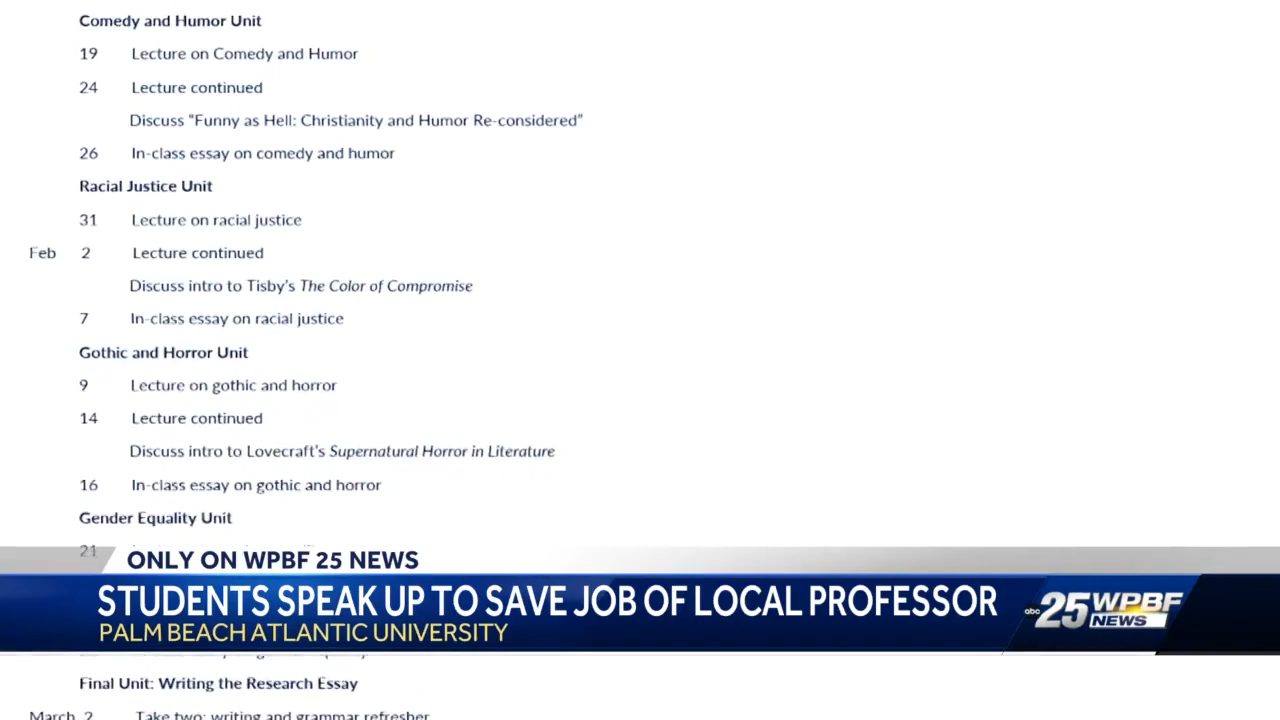 Comedy and Humor Unit
19 Lecture on Comedy and Humor
24 Lecture continued
Discuss “Funny as Hell: Christianity and Humor Re-considered”
26 In-class essay on comedy and humor
Racial Justice Unit
31 Lecture on racial justice
Feb 2 Lecture continued
Discuss intro to Tisby’s The Color of Compromise
7 In-class essay on racial justice
Gothic and Horror Unit
9 Lecture on gothic and horror
14 Lecture continued
Discuss intro to Lovecraft’s Supernatural Horror in Literature
16 In-class essay on gothic and horror
Gender Equality Unit
21
ONLY ON WPBF 25 NEWS
STUDENTS SPEAK UP TO SAVE JOB OF LOCAL PROFESSOR
PALM BEACH ATLANTIC UNIVERSITY
abc 25 WPBF NEWS
Final Unit: Writing the Research Essay
March 2 Take two: writing and grammar refresher